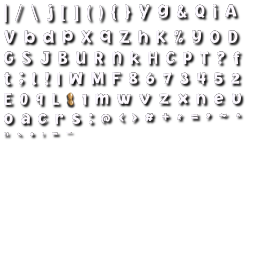 | / \ j [ ] ( ) { } y g & Q i A
V b d p X q Z h k % y O D
G S J B U R N K H C P T ? f
t ; l ! I W M F 8 6 7 3 4 5 2
E 0 9 L 1 m w v z x n e u
o a c r s : @ < > # + * = ' ~